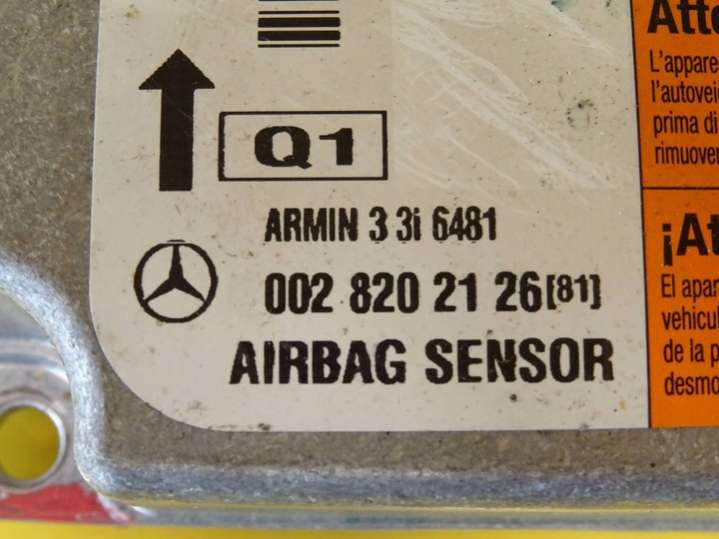 Q1
ARMIN 3 3i 6481
002 820 21 26[81]
AIRBAG SENSOR
L'appare
l'autovei
prima di
rimuover
¡At
El apar
vehicul
de la p
desmo